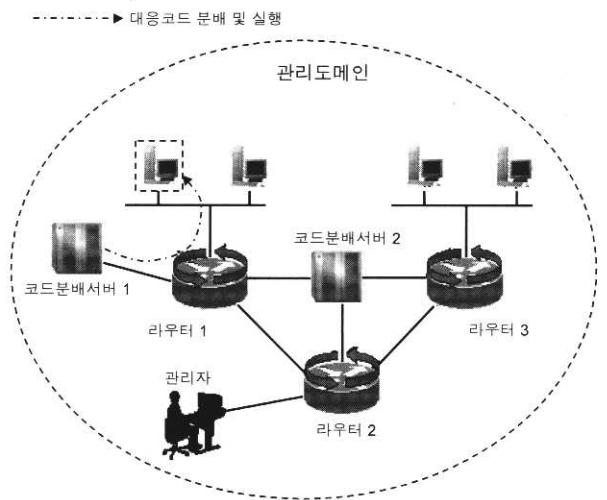 대응코드 분배 및 실행
관리도메인
코드분배서버 2
코드분배서버 1
라우터 1
라우터 3
관리자
라우터 2